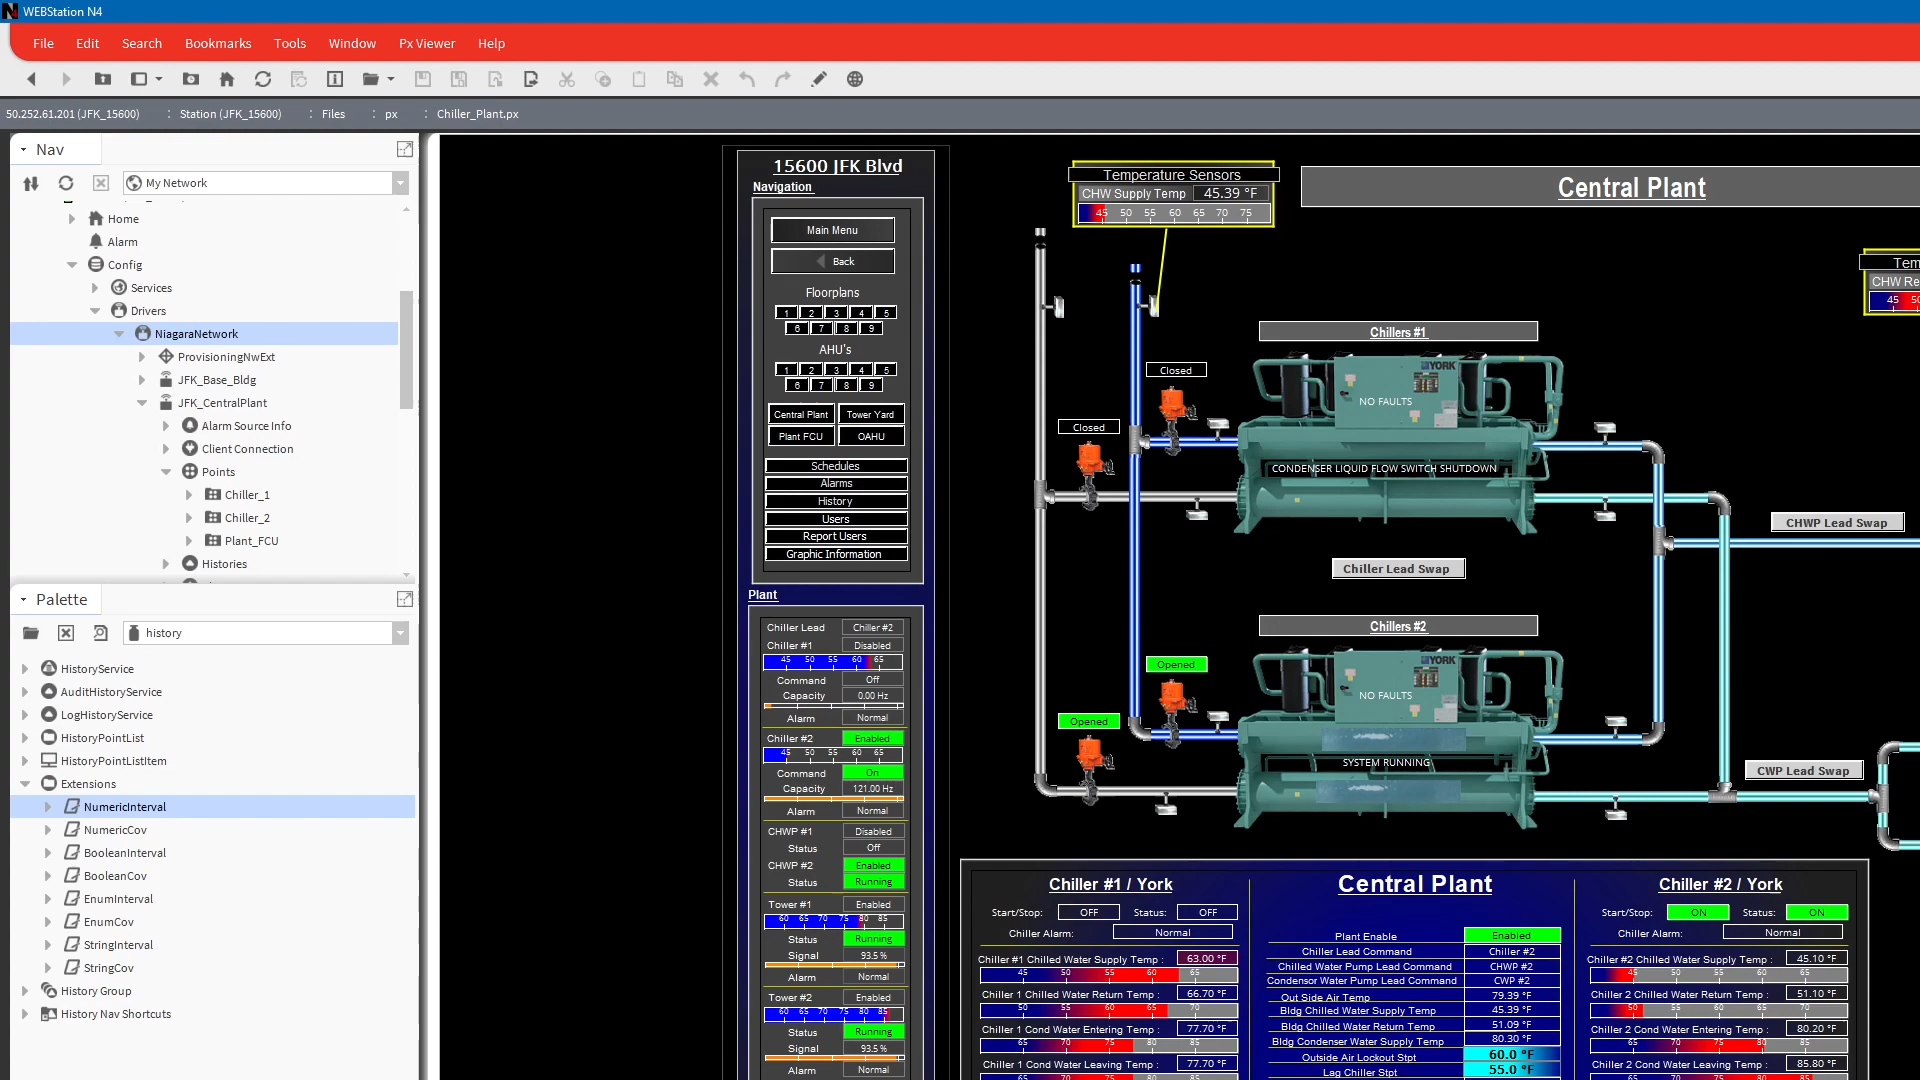 WEBStation N4
File Edit Search Bookmarks Tools Window Px Viewer Help
50.252.61.201 (JFK_15600) : Station (JFK_15600) : Files : px : Chiller_Plant.px
Nav
My Network
Home
Alarm
Config
Services
Drivers
NiagaraNetwork
ProvisioningNwExt
JFK_Base_Bldg
JFK_CentralPlant
Alarm Source Info
Client Connection
Points
Chiller_1
Chiller_2
Plant_FCU
Histories
Palette
history
HistoryService
AuditHistoryService
LogHistoryService
HistoryPointList
HistoryPointListItem
Extensions
NumericInterval
NumericCov
BooleanInterval
BooleanCov
EnumInterval
EnumCov
StringInterval
StringCov
History Group
History Nav Shortcuts
15600 JFK Blvd
Navigation
Main Menu
Back
Floorplans
1 2 3 4 5
6 7 8 9
AHU's
1 2 3 4 5
6 7 8 9
Central Plant Tower Yard
Plant FCU OAHU
Schedules
Alarms
History
Users
Report Users
Graphic Information
Plant
Chiller Lead Chiller #2
Chiller #1 Disabled
45 50 55 60 65
Command Off
Capacity 0.00 Hz
Alarm Normal
Chiller #2 Enabled
45 50 55 60 65
Command On
Capacity 121.00 Hz
Alarm Normal
CHWP #1 Disabled
Status Off
CHWP #2 Enabled
Status Running
Tower #1 Enabled
60 65 70 75 80 85
Status Running
Signal 93.5 %
Alarm Normal
Tower #2 Enabled
60 65 70 75 80 85
Status Running
Signal 93.5 %
Alarm Normal
Temperature Sensors
CHW Supply Temp 45.39 °F
45 50 55 60 65 70 75
Central Plant
Tem
CHW Re
45 50
Chillers #1
Closed
YORK
NO FAULTS
Closed
CONDENSER LIQUID FLOW SWITCH SHUTDOWN
CHWP Lead Swap
Chiller Lead Swap
Chillers #2
Opened
YORK
NO FAULTS
Opened
SYSTEM RUNNING
CWP Lead Swap
Chiller #1 / York
Start/Stop: OFF Status: OFF
Chiller Alarm: Normal
Chiller #1 Chilled Water Supply Temp : 63.00 °F
45 50 55 60 65
Chiller 1 Chilled Water Return Temp : 66.70 °F
50 55 60 65 70
Chiller 1 Cond Water Entering Temp : 77.70 °F
65 70 75 80 85
Chiller 1 Cond Water Leaving Temp : 77.70 °F
65 70 75 80 85
Central Plant
Plant Enable Enabled
Chiller Lead Command Chiller #2
Chilled Water Pump Lead Command CHWP #2
Condensor Water Pump Lead Command CWP #2
Out Side Air Temp 79.39 °F
Bldg Chilled Water Supply Temp 45.39 °F
Bldg Chilled Water Return Temp 51.09 °F
Bldg Condenser Water Supply Temp 80.30 °F
Outside Air Lockout Stpt 60.0 °F
Lag Chiller Stpt 55.0 °F
Chiller #2 / York
Start/Stop: ON Status: ON
Chiller Alarm: Normal
Chiller #2 Chilled Water Supply Temp : 45.10 °F
45 50 55 60 65
Chiller 2 Chilled Water Return Temp : 51.10 °F
50 55 60 65 70
Chiller 2 Cond Water Entering Temp : 80.20 °F
65 70 75 80 85
Chiller 2 Cond Water Leaving Temp : 85.80 °F
65 70 75 80 85